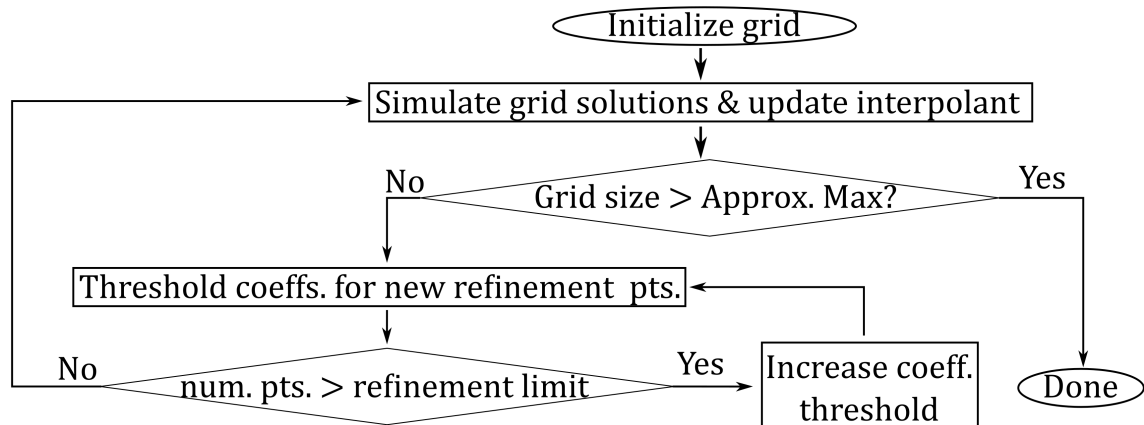 Initialize grid
Simulate grid solutions & update interpolant
No
Grid size > Approx. Max?
Yes
Threshold coeffs. for new refinement pts.
No
num. pts. > refinement limit
Yes
Increase coeff.
threshold
Done